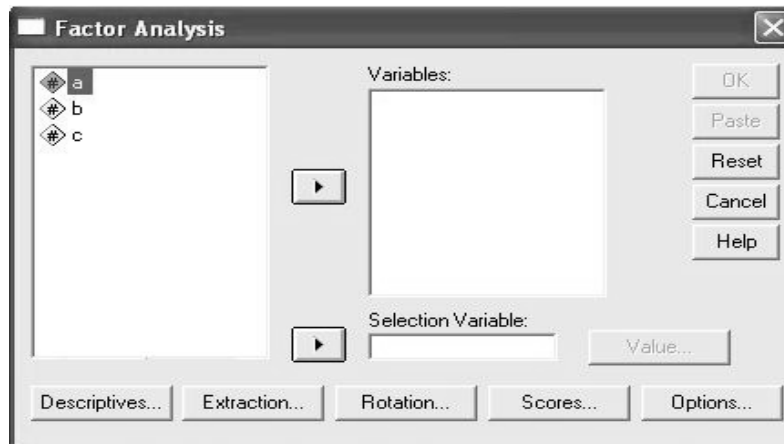 Factor Analysis
# a
# b
# c
Variables:
Selection Variable:
OK
Paste
Reset
Cancel
Help
Value...
Descriptives...
Extraction...
Rotation...
Scores...
Options...